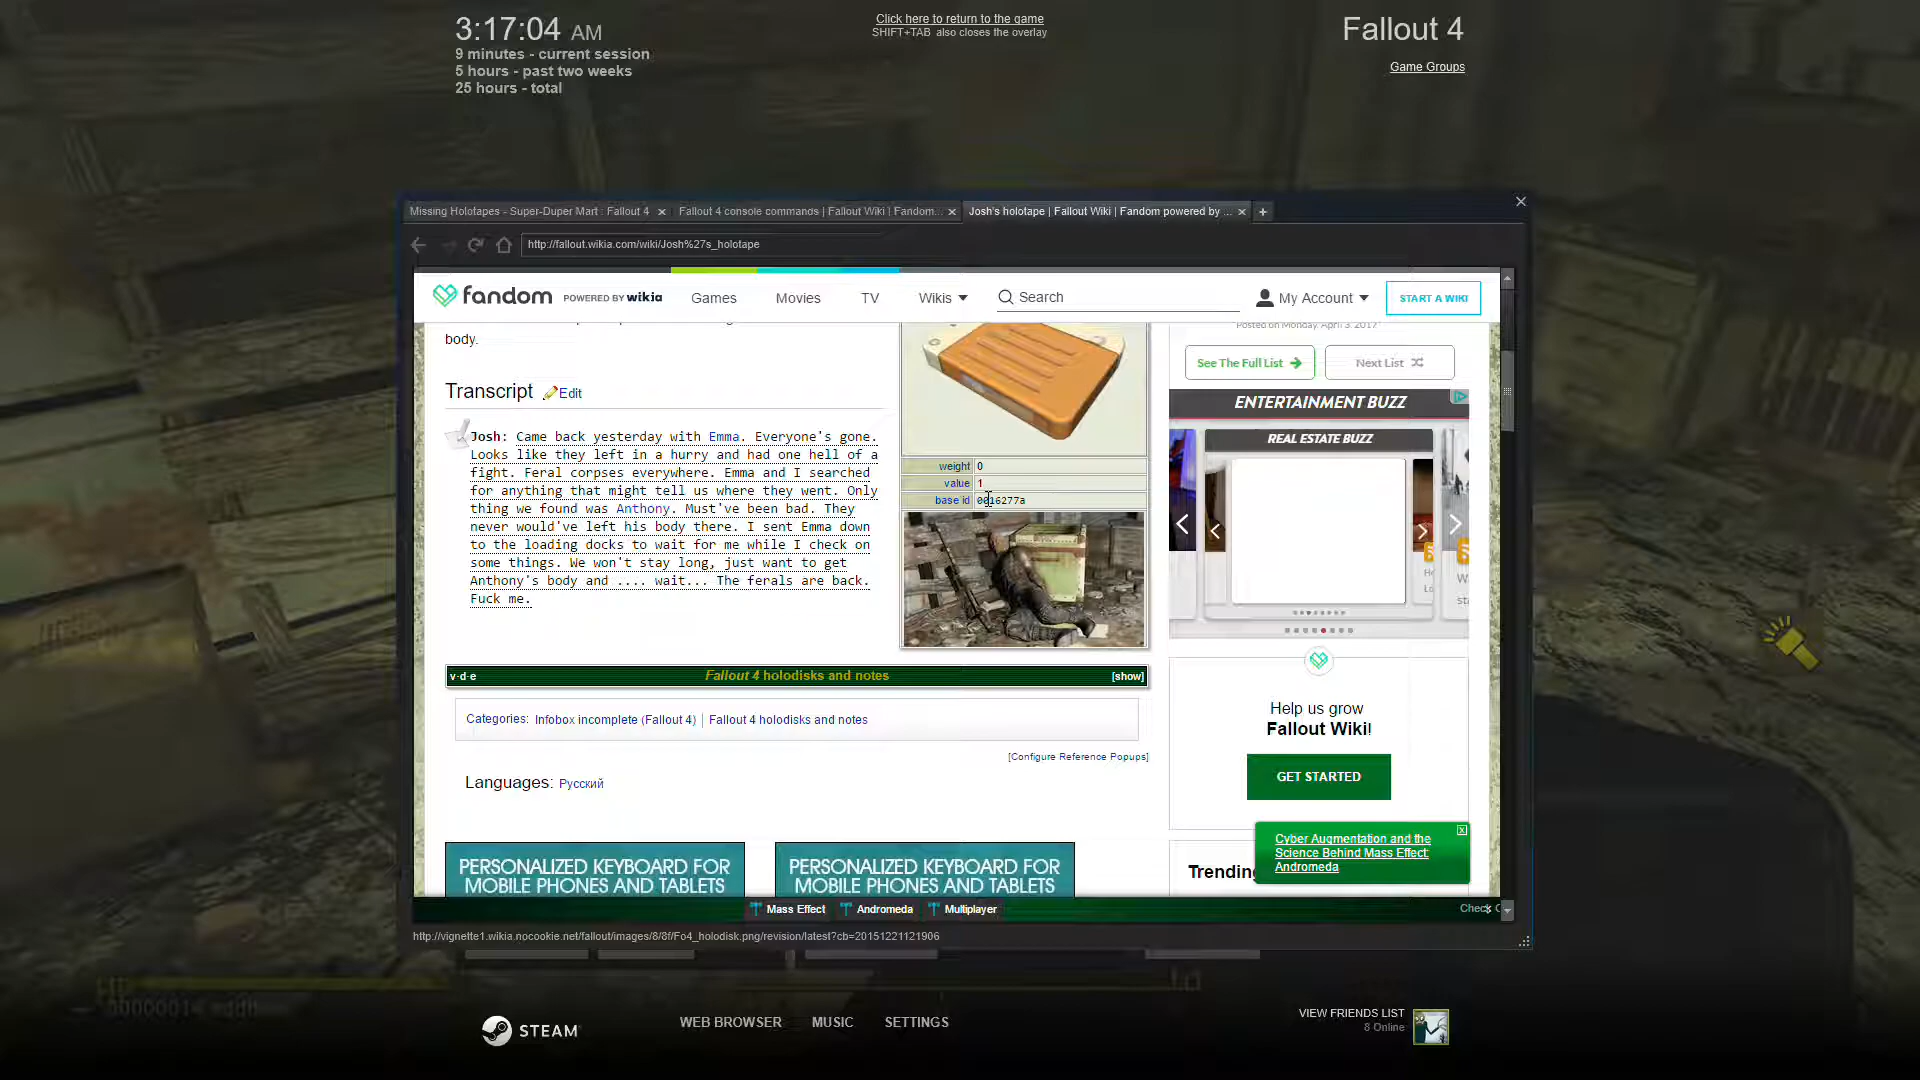 3:17:04 AM
9 minutes - current session
5 hours - past two weeks
25 hours - total
Click here to return to the game
SHIFT+TAB also closes the overlay
Fallout 4
Game Groups
Missing Holotapes - Super-Duper Mart : Fallout 4
Fallout 4 console commands | Fallout Wiki | Fandom...
Josh's holotape | Fallout Wiki | Fandom powered by ...
http://fallout.wikia.com/wiki/Josh%27s_holotape
fandom POWERED BY wikia
Games Movies TV Wikis
Search
My Account
START A WIKI
body.
Transcript Edit
Josh: Came back yesterday with Emma. Everyone's gone.
Looks like they left in a hurry and had one hell of a
fight. Feral corpses everywhere. Emma and I searched
for anything that might tell us where they went. Only
thing we found was Anthony. Must've been bad. They
never would've left his body there. I sent Emma down
to the loading docks to wait for me while I check on
some things. We won't stay long, just want to get
Anthony's body and .... wait... The ferals are back.
Fuck me.
weight 0
value 1
base id 0016277a
Posted on Monday, April 3, 2017
See The Full List
Next List
ENTERTAINMENT BUZZ
REAL ESTATE BUZZ
v·d·e
Fallout 4 holodisks and notes
[show]
Categories: Infobox incomplete (Fallout 4) | Fallout 4 holodisks and notes
[Configure Reference Popups]
Languages: Русский
Help us grow
Fallout Wiki!
GET STARTED
Cyber Augmentation and the
Science Behind Mass Effect:
Andromeda
PERSONALIZED KEYBOARD FOR
MOBILE PHONES AND TABLETS
PERSONALIZED KEYBOARD FOR
MOBILE PHONES AND TABLETS
Trending
Mass Effect Andromeda Multiplayer
http://vignette1.wikia.nocookie.net/fallout/images/8/8f/Fo4_holodisk.png/revision/latest?cb=20151221121906
STEAM
WEB BROWSER MUSIC SETTINGS
VIEW FRIENDS LIST
8 Online